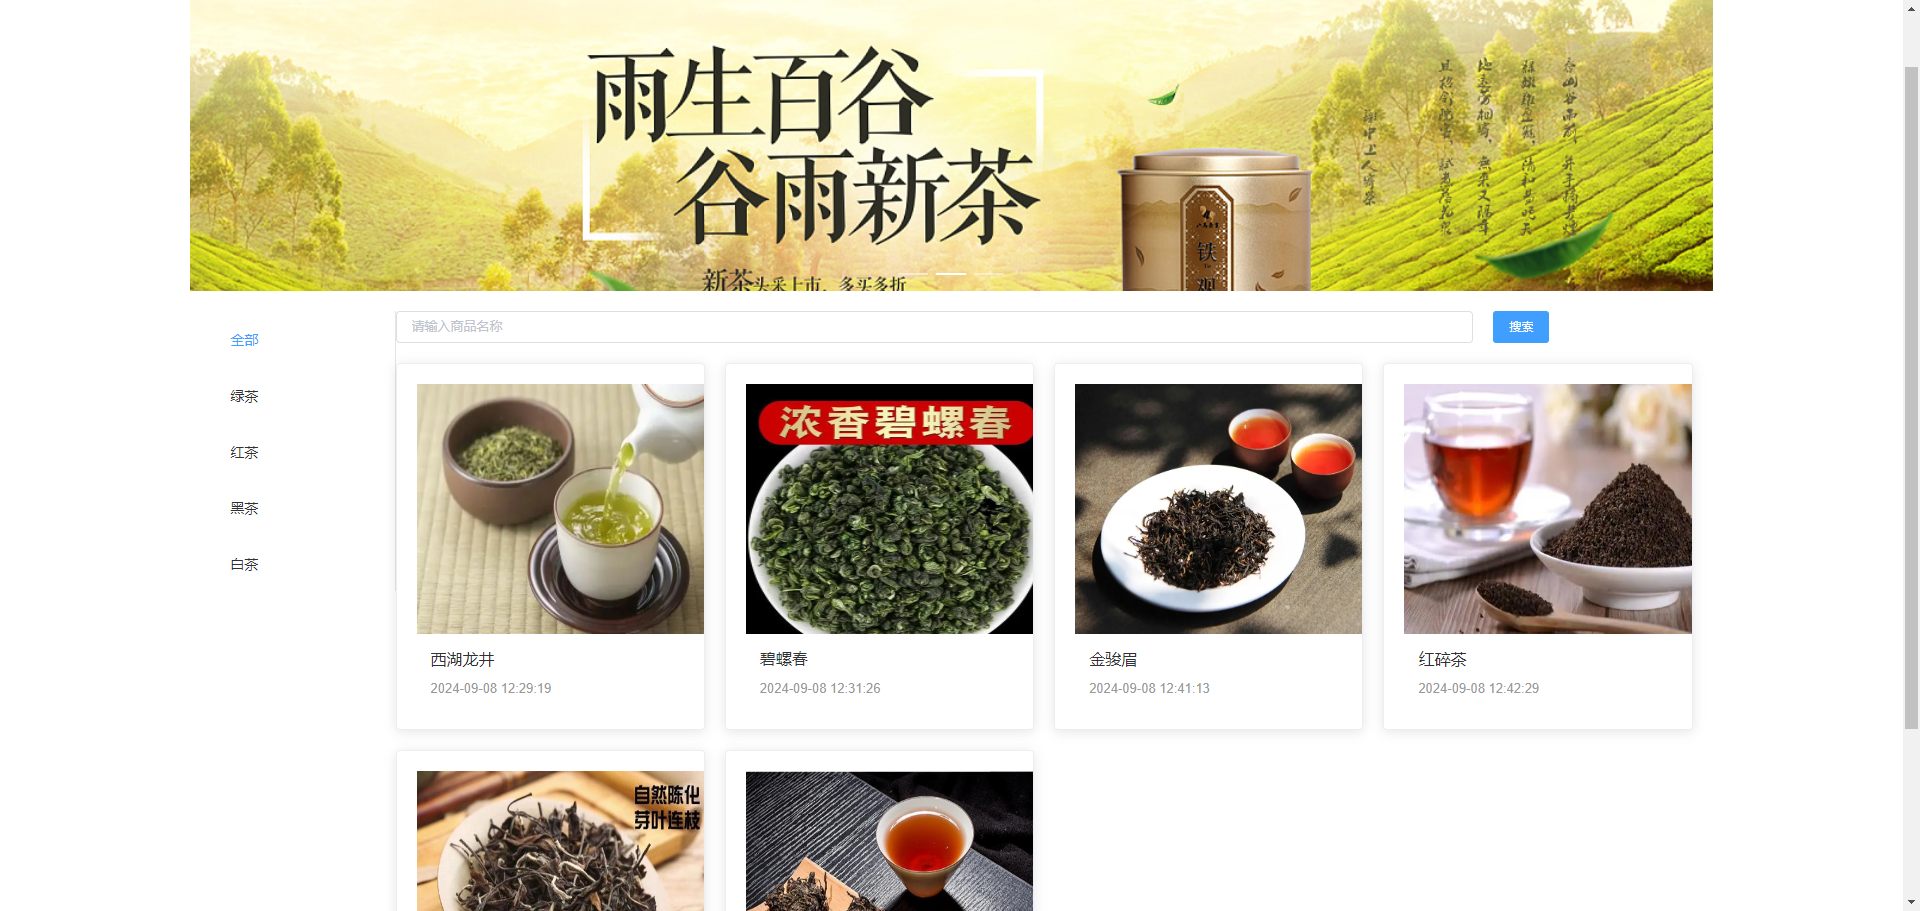 雨生百谷
谷雨新茶
新茶头采上市，多买多折
铁
观
全部
绿茶
红茶
黑茶
白茶
请输入商品名称
搜索
浓香碧螺春
西湖龙井
2024-09-08 12:29:19
碧螺春
2024-09-08 12:31:26
金骏眉
2024-09-08 12:41:13
红碎茶
2024-09-08 12:42:29
自然陈化
芽叶连枝